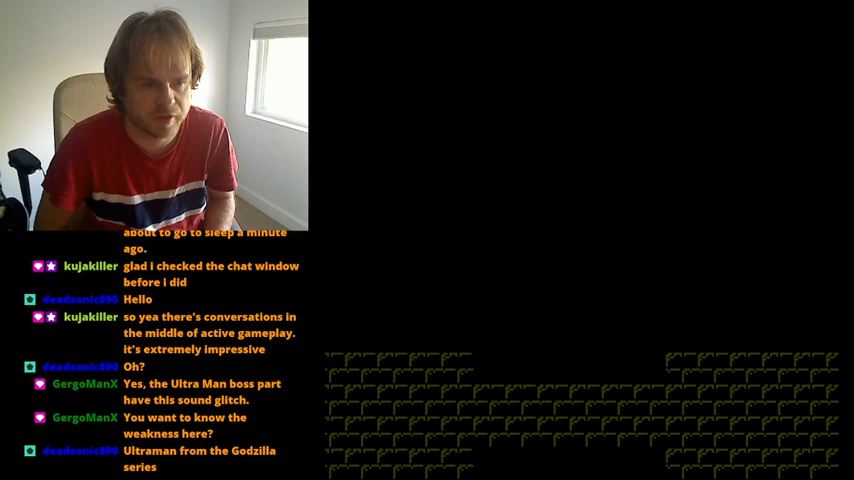 about to go to sleep a minute
ago.
kujakiller glad i checked the chat window
before i did
deadsonic890 Hello
kujakiller so yea there's conversations in
the middle of active gameplay.
it's extremely impressive
deadsonic890 Oh?
GergoManX Yes, the Ultra Man boss part
have this sound glitch.
GergoManX You want to know the
weakness here?
deadsonic890 Ultraman from the Godzilla
series